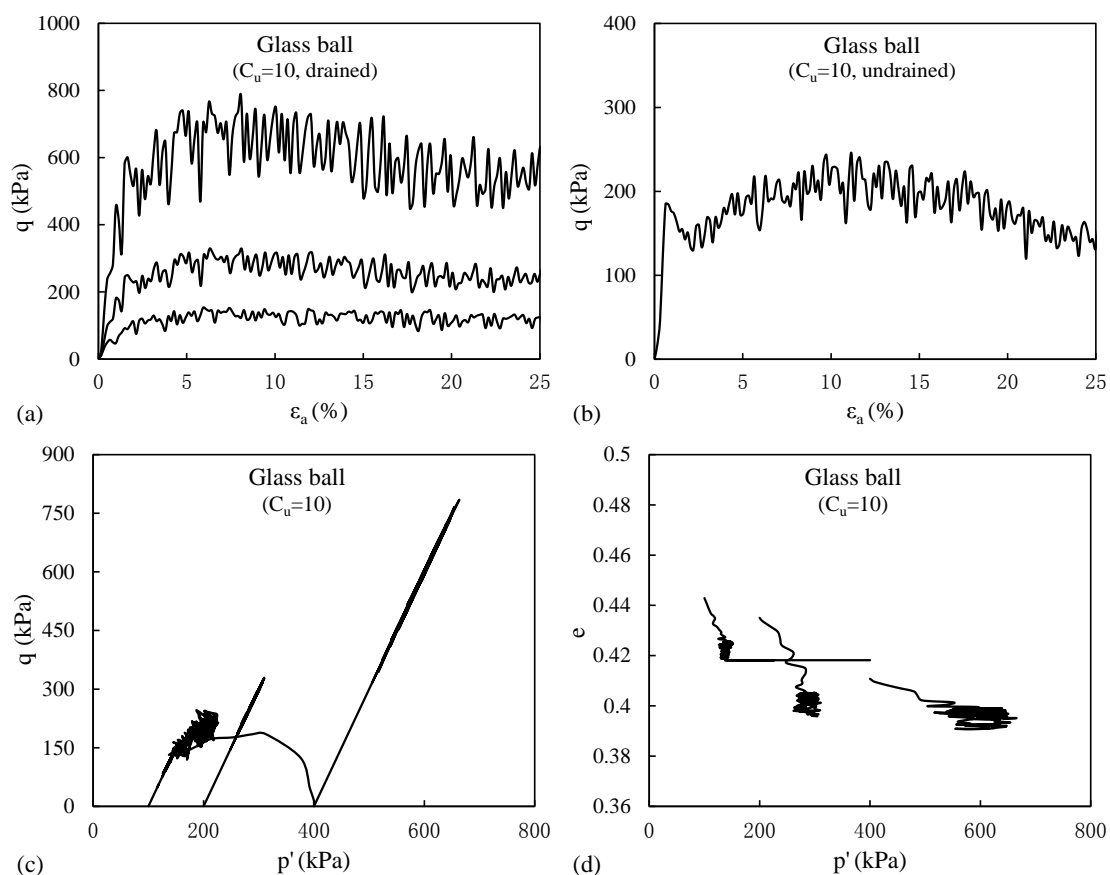 1000
800
600
400
200
0
q (kPa)
Glass ball
(Cu=10, drained)
0 5 10 15 20 25
εa (%)
(a)
400
300
200
100
0
q (kPa)
Glass ball
(Cu=10, undrained)
0 5 10 15 20 25
εa (%)
(b)
900
750
600
450
300
150
0
q (kPa)
Glass ball
(Cu=10)
0 200 400 600 800
p' (kPa)
(c)
0.5
0.48
0.46
0.44
0.42
0.4
0.38
0.36
e
Glass ball
(Cu=10)
0 200 400 600 800
p' (kPa)
(d)